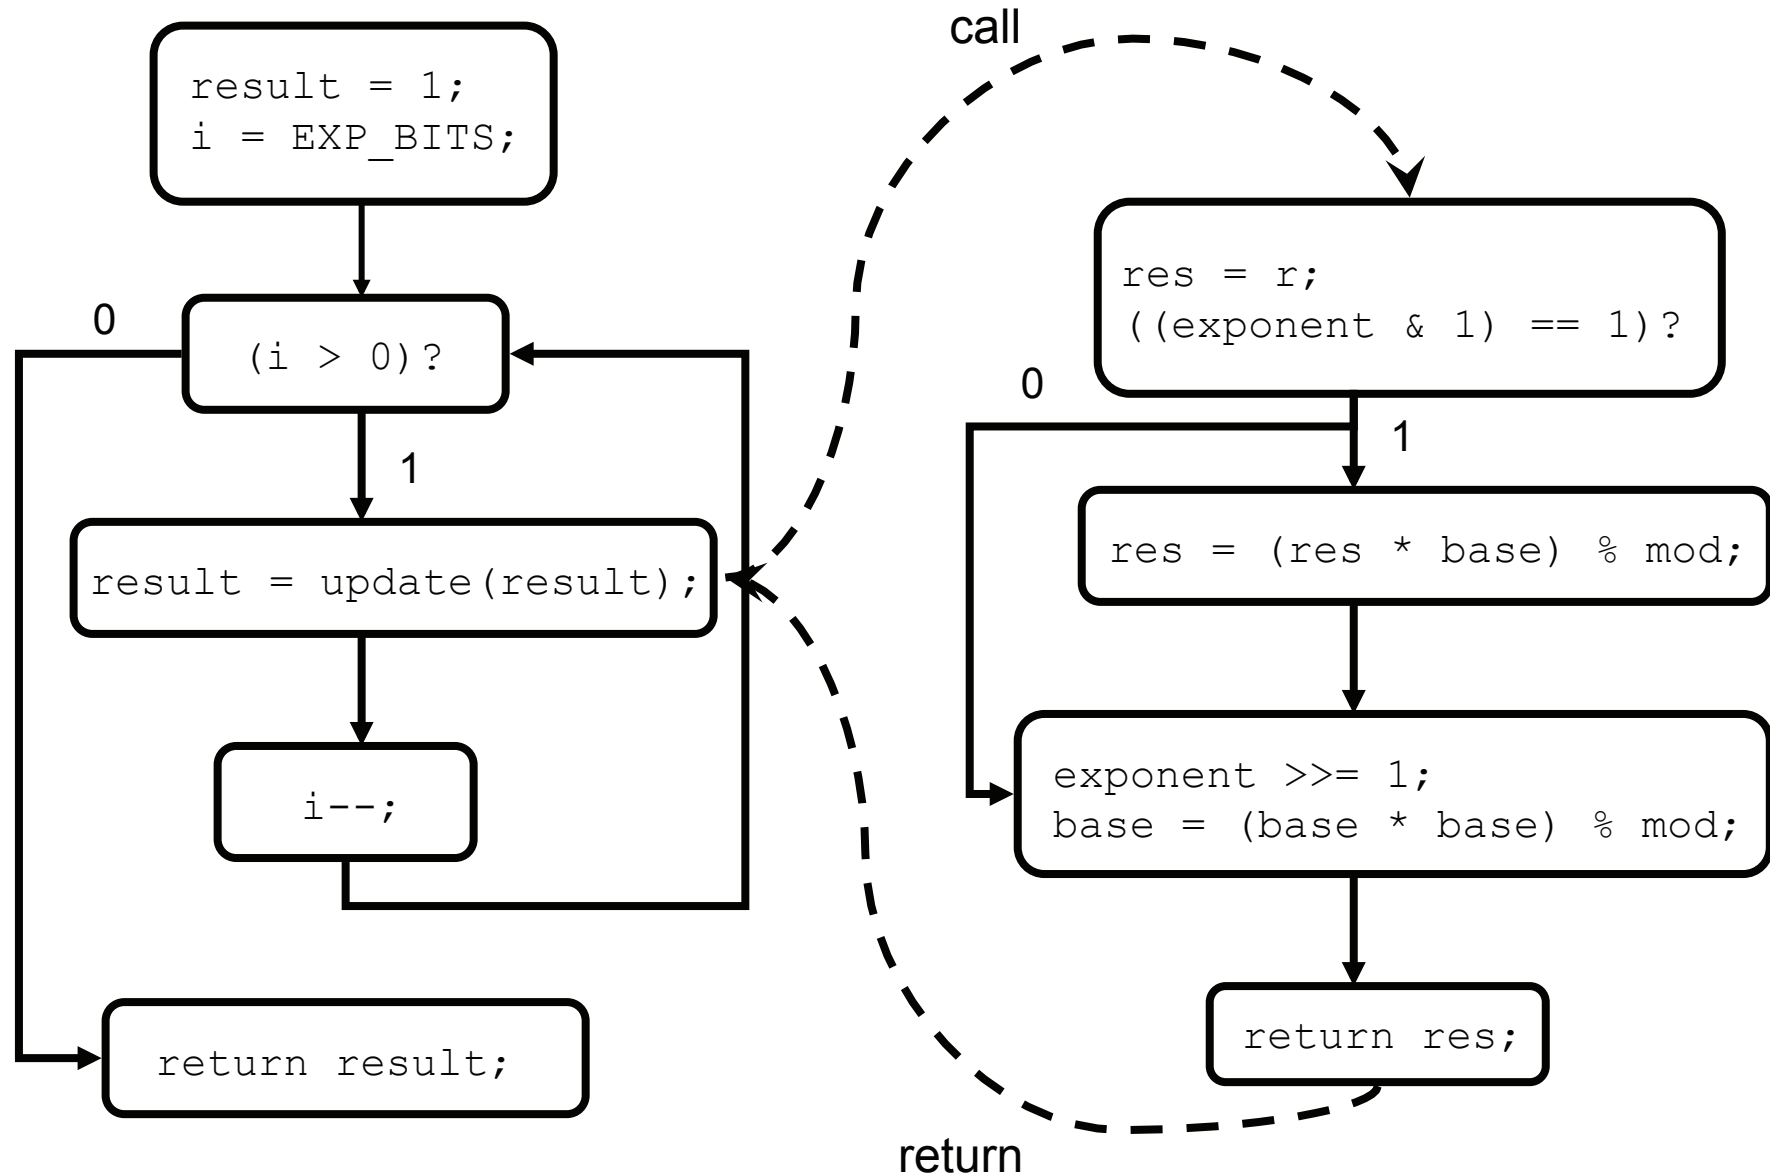 call
result = 1;
i = EXP_BITS;
0
(i > 0)?
1
result = update(result);
i--;
return result;
res = r;
((exponent & 1) == 1)?
0
1
res = (res * base) % mod;
exponent >>= 1;
base = (base * base) % mod;
return res;
return